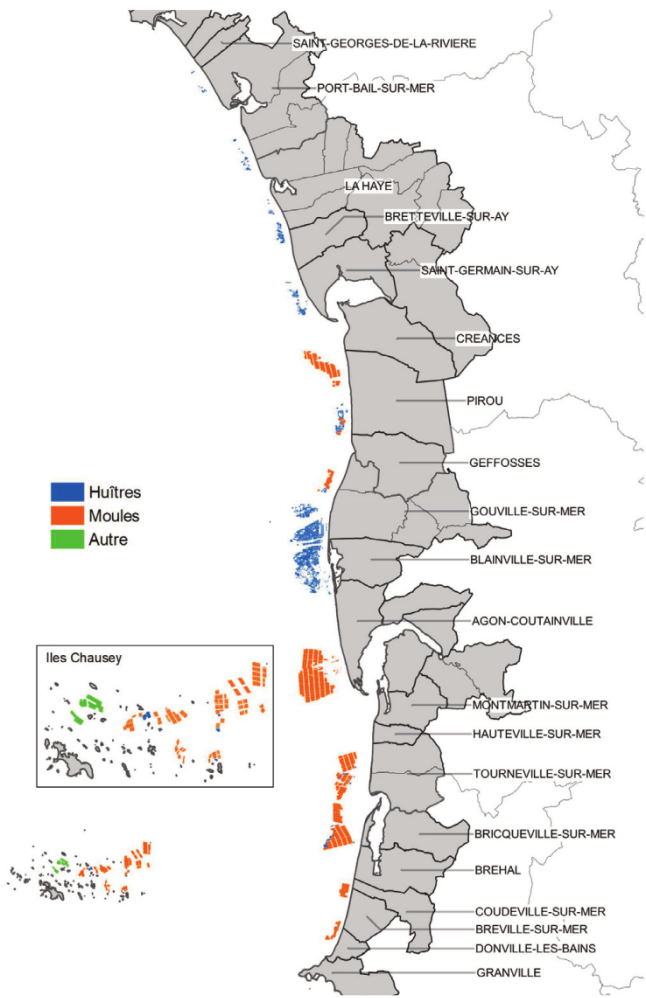 SAINT-GEORGES-DE-LA-RIVIERE
PORT-BAIL-SUR-MER
LA HAYE
BRETTEVILLE-SUR-AY
SAINT-GERMAIN-SUR-AY
CREANCES
PIROU
GEFFOSSES
Huîtres
Moules
Autre
GOUVILLE-SUR-MER
BLAINVILLE-SUR-MER
AGON-COUTAINVILLE
Iles Chausey
MONTMARTIN-SUR-MER
HAUTEVILLE-SUR-MER
TOURNEVILLE-SUR-MER
BRICQUEVILLE-SUR-MER
BREHAL
COUDEVILLE-SUR-MER
BREVILLE-SUR-MER
DONVILLE-LES-BAINS
GRANVILLE